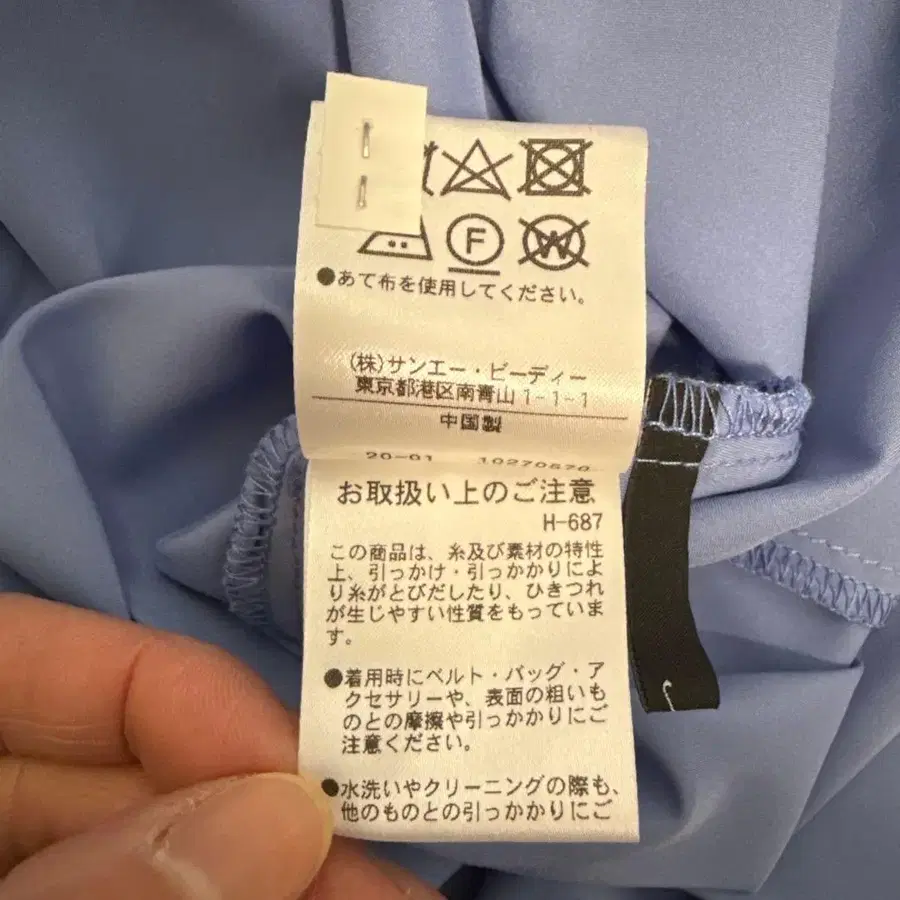 F
W
●あて布を使用してください。
(株)サンエー・ビーディー
東京都港区南青山1-1-1
中国製
20-01 10270570
お取扱い上のご注意
H-687
この商品は、糸及び素材の特性
上、引っかけ・引っかかりによ
り糸がとびだしたり、ひきつれ
が生じやすい性質をもっていま
す。
●着用時にベルト・バッグ・ア
クセサリーや、表面の粗いも
のとの摩擦や引っかかりにご
注意ください。
●水洗いやクリーニングの際も、
他のものとの引っかかりにご